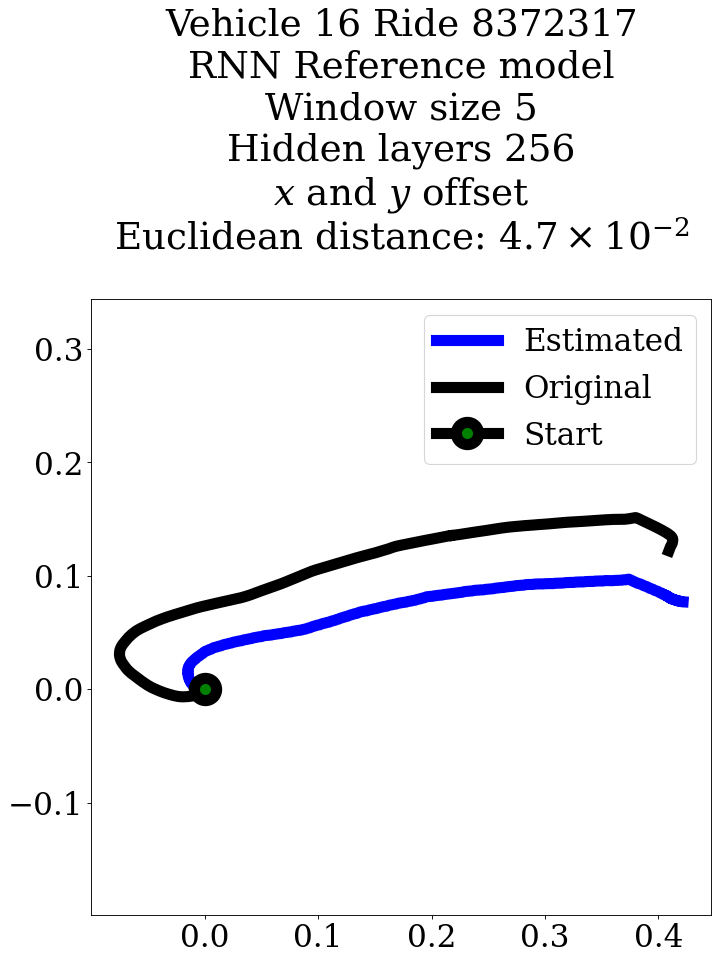 Vehicle 16 Ride 8372317
RNN Reference model
Window size 5
Hidden layers 256
x and y offset
Euclidean distance: 4.7 × 10⁻²
Estimated
Original
Start
0.3
0.2
0.1
0.0
−0.1
0.0 0.1 0.2 0.3 0.4